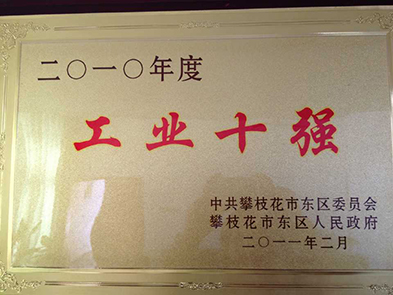 二〇一〇年度
工业十强
中共攀枝花市东区委员会
攀枝花市东区人民政府
二〇一一年二月